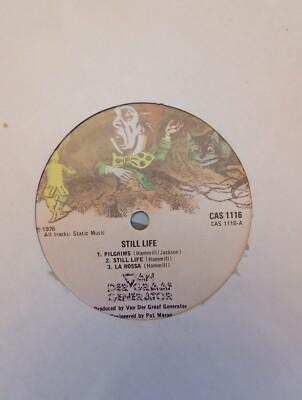 ℗ 1976
All tracks: Static Music
CAS 1116
CAS 1116-A
STILL LIFE
1. PILGRIMS (Hammill/Jackson)
2. STILL LIFE (Hammill)
3. LA ROSSA (Hammill)
VAN
DER GRAAF
GENERATOR
Produced by Van Der Graaf Generator
Engineered by Pat Moran